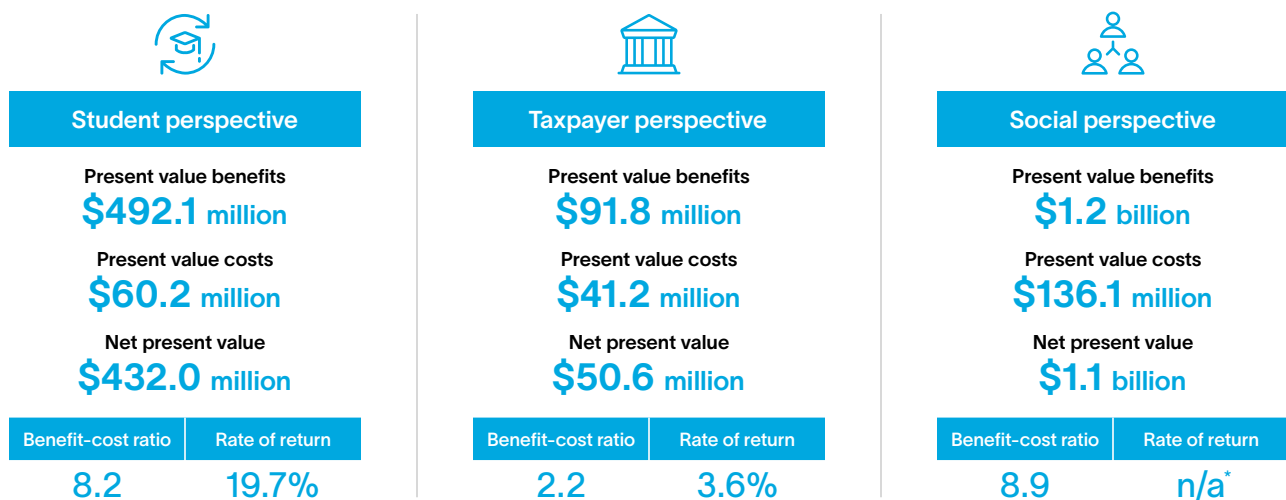 Student perspective
Present value benefits
$492.1 million
Present value costs
$60.2 million
Net present value
$432.0 million
Benefit-cost ratio Rate of return
8.2 19.7%
Taxpayer perspective
Present value benefits
$91.8 million
Present value costs
$41.2 million
Net present value
$50.6 million
Benefit-cost ratio Rate of return
2.2 3.6%
Social perspective
Present value benefits
$1.2 billion
Present value costs
$136.1 million
Net present value
$1.1 billion
Benefit-cost ratio Rate of return
8.9 n/a*